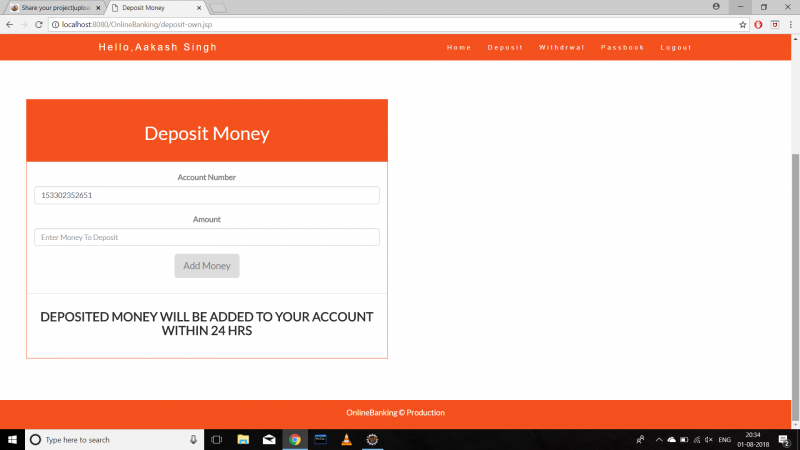 Share your project|uploa
Deposit Money
localhost:8080/OnlineBanking/deposit-own.jsp
Hello,Aakash Singh
Home Deposit Withdrwal Passbook Logout
Deposit Money
Account Number
153302352651
Amount
Enter Money To Deposit
Add Money
DEPOSITED MONEY WILL BE ADDED TO YOUR ACCOUNT
WITHIN 24 HRS
OnlineBanking © Production
Type here to search
ENG
20:34
01-08-2018
2